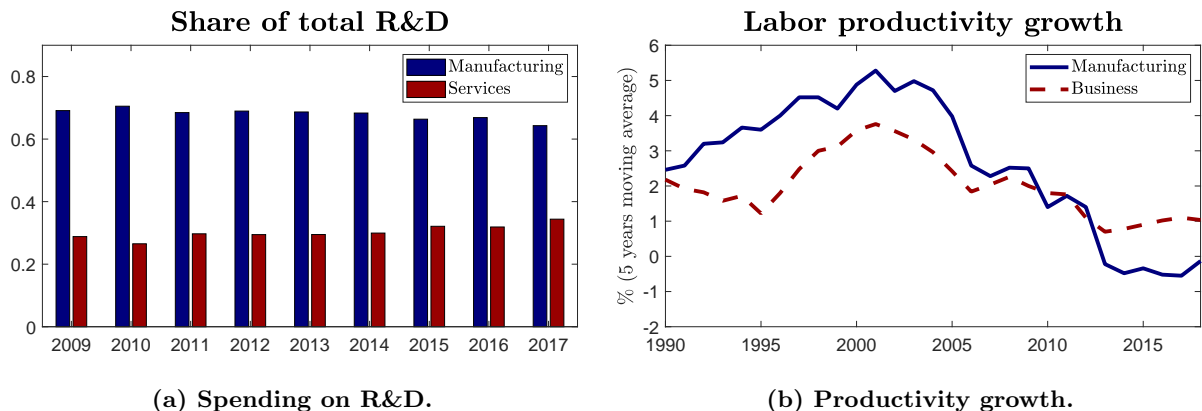 Share of total R&D
0.8
0.6
0.4
0.2
0
Manufacturing
Services
2009 2010 2011 2012 2013 2014 2015 2016 2017
(a) Spending on R&D.
Labor productivity growth
% (5 years moving average)
6
5
4
3
2
1
0
-1
-2
Manufacturing
Business
1990 1995 2000 2005 2010 2015
(b) Productivity growth.